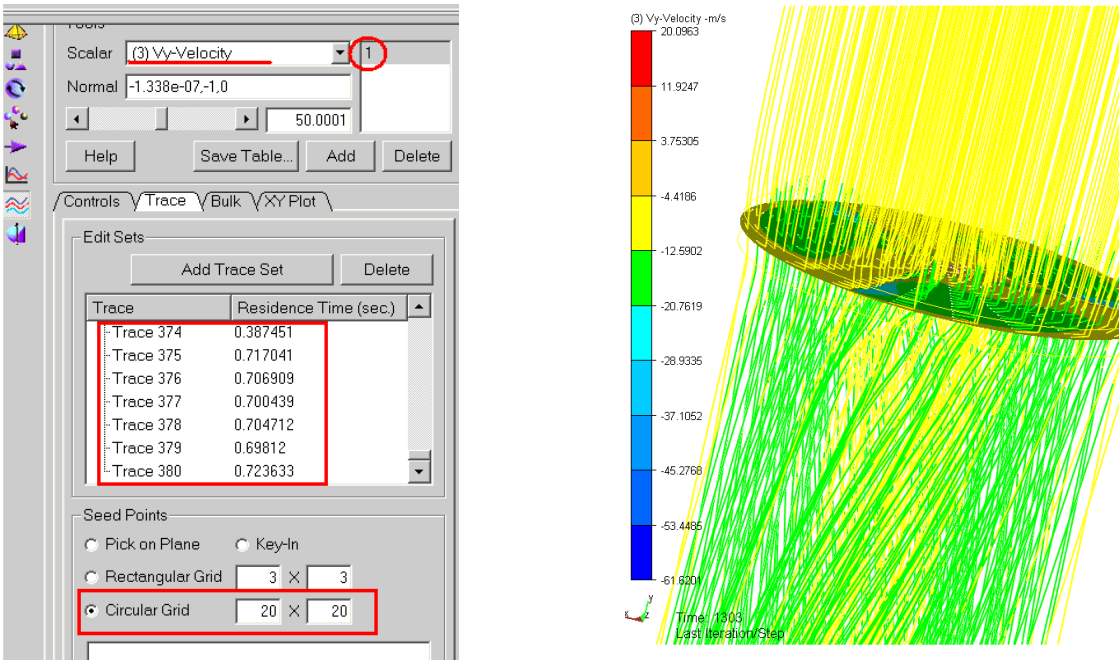 Tools
Scalar (3) Vy-Velocity 1
Normal -1.338e-07,-1,0
50.0001
Help Save Table... Add Delete
Controls Trace Bulk XY Plot
Edit Sets
Add Trace Set Delete
Trace Residence Time (sec.)
Trace 374 0.387451
Trace 375 0.717041
Trace 376 0.706909
Trace 377 0.700439
Trace 378 0.704712
Trace 379 0.69812
Trace 380 0.723633
Seed Points
Pick on Plane Key-In
Rectangular Grid 3 X 3
Circular Grid 20 X 20
(3) Vy-Velocity -m/s
20.0963
11.9247
3.75305
-4.4186
-12.5902
-20.7619
-28.9335
-37.1052
-45.2768
-53.4485
-61.6201
y
x z
Time: 1303
Last Iteration/Step